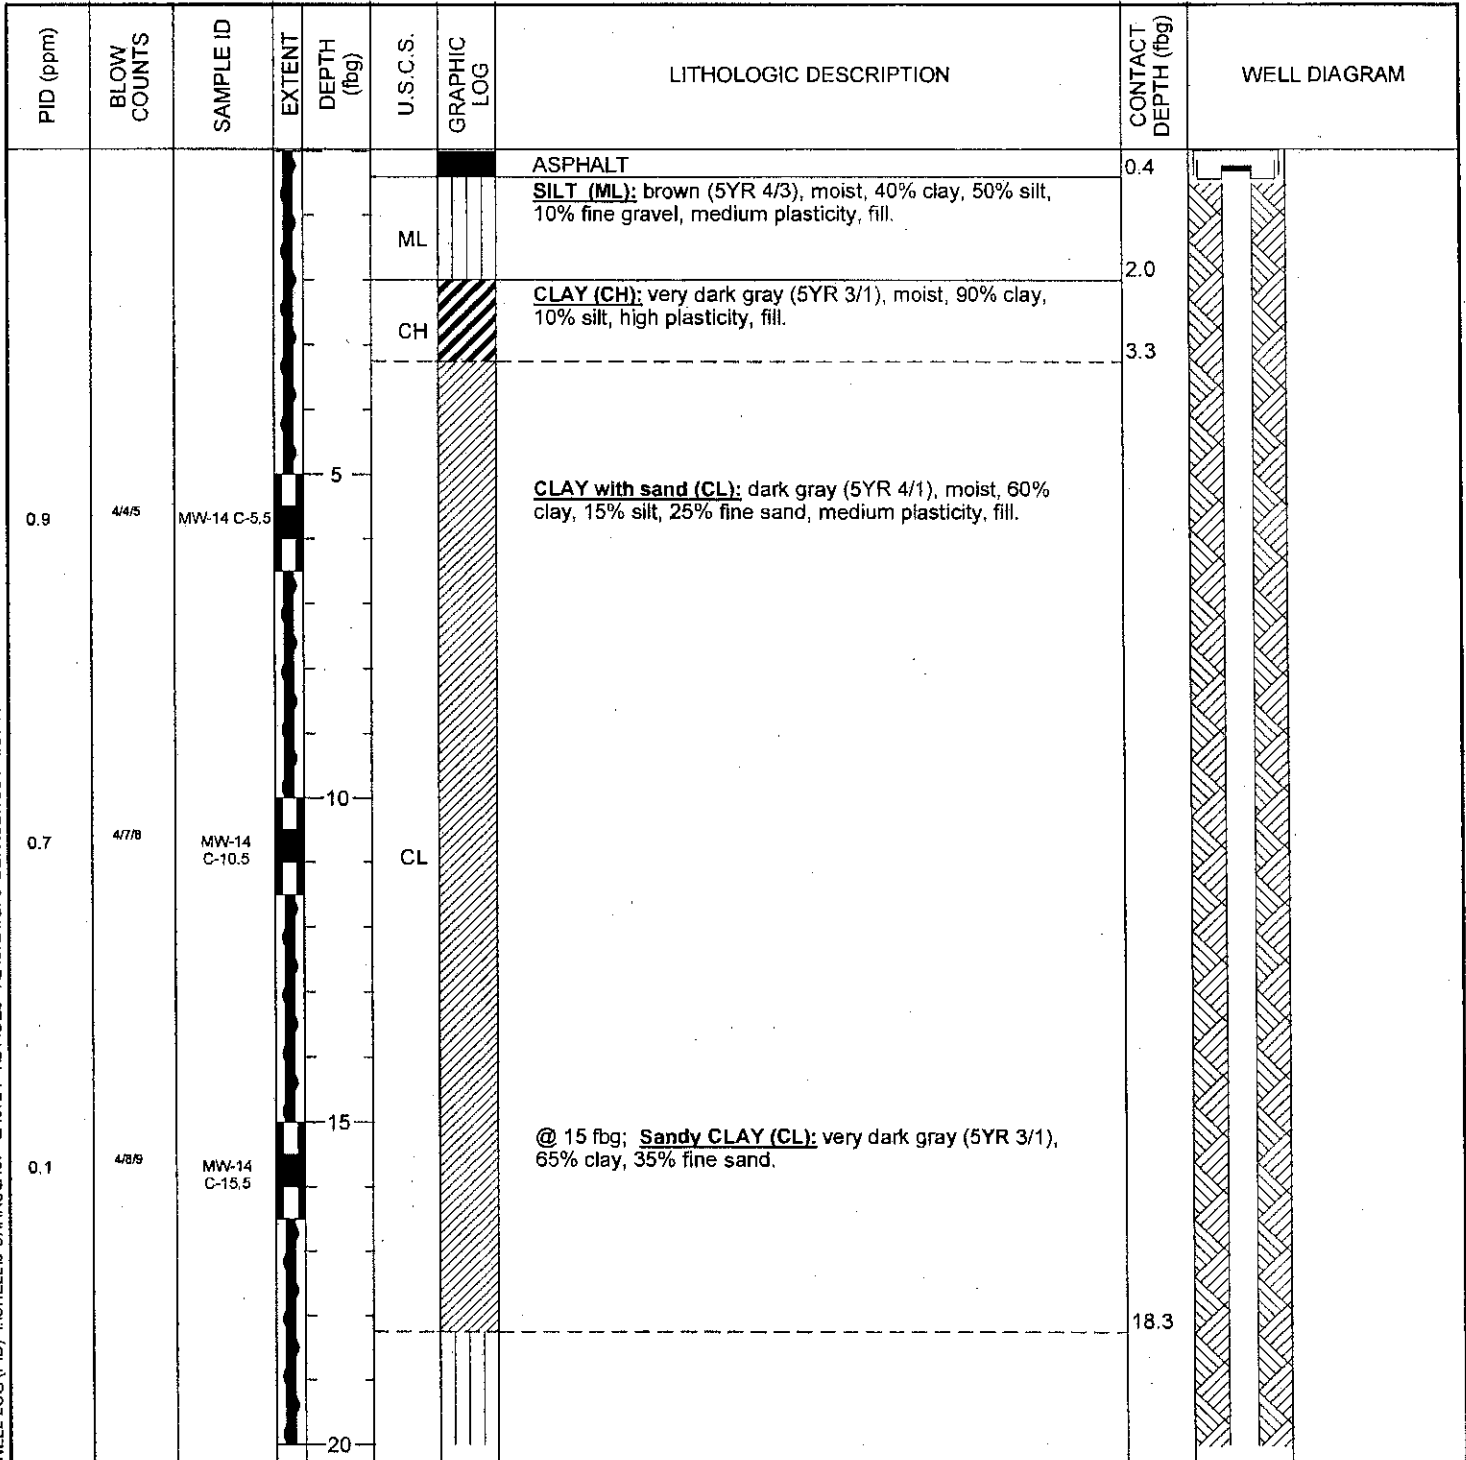 PID (ppm)
BLOW
COUNTS
SAMPLE ID
EXTENT
DEPTH
(fbg)
U.S.C.S.
GRAPHIC
LOG
LITHOLOGIC DESCRIPTION
CONTACT
DEPTH (fbg)
WELL DIAGRAM
ASPHALT
0.4
SILT (ML): brown (5YR 4/3), moist, 40% clay, 50% silt,
10% fine gravel, medium plasticity, fill.
ML
2.0
CLAY (CH): very dark gray (5YR 3/1), moist, 90% clay,
10% silt, high plasticity, fill.
CH
3.3
5
CLAY with sand (CL): dark gray (5YR 4/1), moist, 60%
clay, 15% silt, 25% fine sand, medium plasticity, fill.
0.9
4/4/5
MW-14 C-5.5
10
0.7
4/7/8
MW-14
C-10.5
CL
15
@ 15 fbg; Sandy CLAY (CL): very dark gray (5YR 3/1),
65% clay, 35% fine sand.
0.1
4/8/9
MW-14
C-15.5
18.3
20